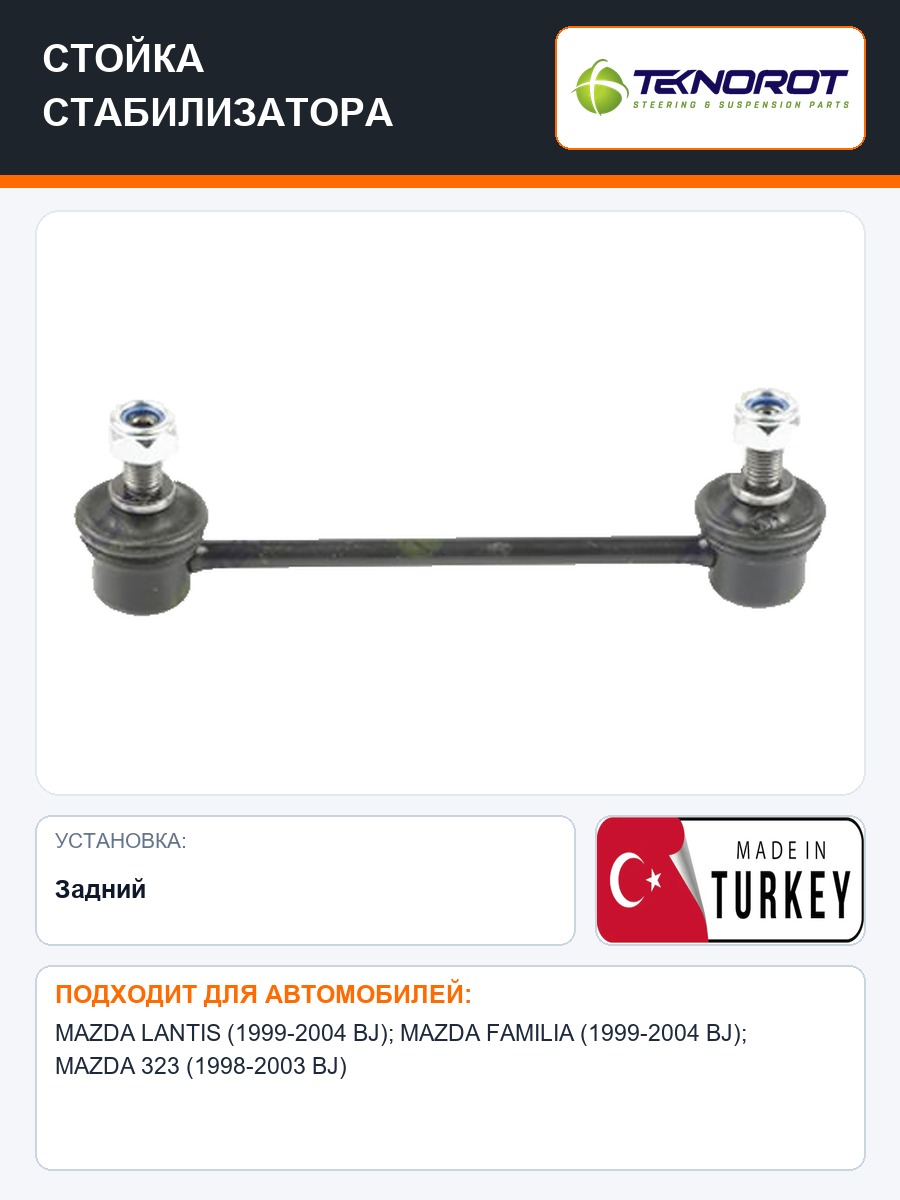 СТОЙКА
СТАБИЛИЗАТОРА
TEKNOROT
STEERING & SUSPENSION PARTS
УСТАНОВКА:
Задний
MADE IN
TURKEY
ПОДХОДИТ ДЛЯ АВТОМОБИЛЕЙ:
MAZDA LANTIS (1999-2004 BJ); MAZDA FAMILIA (1999-2004 BJ);
MAZDA 323 (1998-2003 BJ)